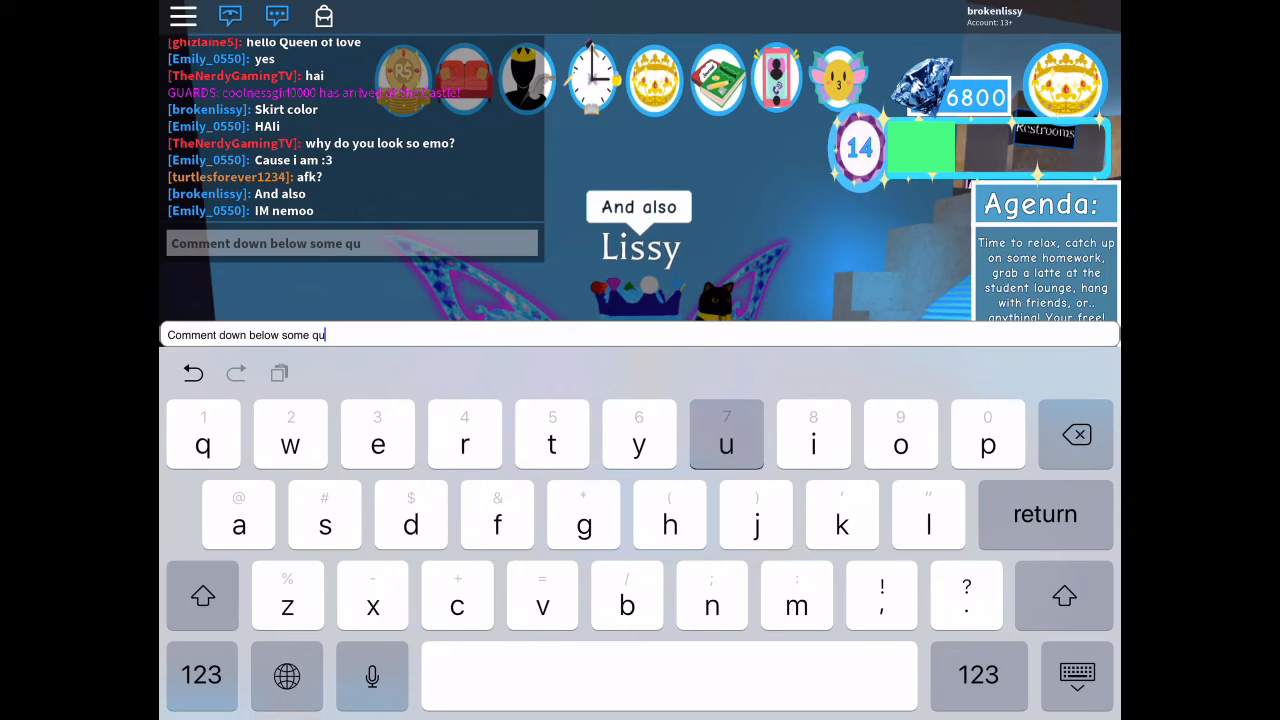 brokenlissy
Account: 13+
[ghizlaine5]: hello Queen of love
[Emily_0550]: yes
[TheNerdyGamingTV]: hai
GUARDS: coolnessgirl0000 has arrived at the castle!
[brokenlissy]: Skirt color
[Emily_0550]: HAIi
[TheNerdyGamingTV]: why do you look so emo?
[Emily_0550]: Cause i am :3
[turtlesforever1234]: afk?
[brokenlissy]: And also
[Emily_0550]: IM nemoo
Comment down below some qu
R$
Journal
6800
14
Restrooms
And also
Lissy
Agenda:
Time to relax, catch up
on some homework,
grab a latte at the
student lounge, hang
with friends, or..
anything! Your free!
Comment down below some qu
1 2 3 4 5 6 7 8 9 0
q w e r t y u i o p
@ # $ & * ( ) ' "
a s d f g h j k l return
% - + = / ; : ! ?
z x c v b n m , .
123 123